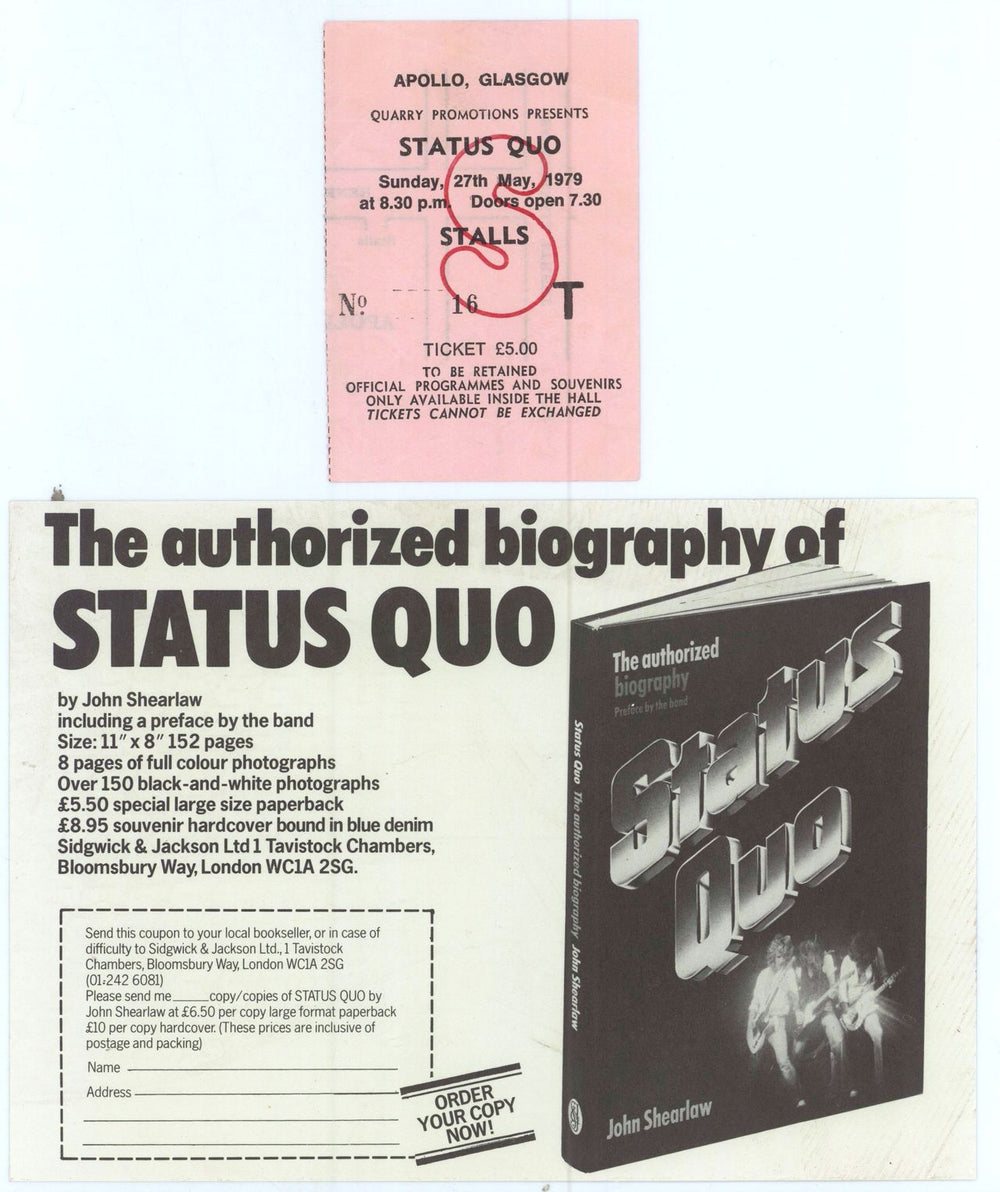 APOLLO, GLASGOW
QUARRY PROMOTIONS PRESENTS
STATUS QUO
Sunday, 27th May, 1979
at 8.30 p.m. Doors open 7.30
STALLS
S
Nº 16 T
TICKET £5.00
TO BE RETAINED
OFFICIAL PROGRAMMES AND SOUVENIRS
ONLY AVAILABLE INSIDE THE HALL
TICKETS CANNOT BE EXCHANGED
The authorized biography of
STATUS QUO
by John Shearlaw
including a preface by the band
Size: 11" x 8" 152 pages
8 pages of full colour photographs
Over 150 black-and-white photographs
£5.50 special large size paperback
£8.95 souvenir hardcover bound in blue denim
Sidgwick & Jackson Ltd 1 Tavistock Chambers,
Bloomsbury Way, London WC1A 2SG.
Send this coupon to your local bookseller, or in case of
difficulty to Sidgwick & Jackson Ltd., 1 Tavistock
Chambers, Bloomsbury Way, London WC1A 2SG
(01-242 6081)
Please send me_____copy/copies of STATUS QUO by
John Shearlaw at £6.50 per copy large format paperback
£10 per copy hardcover. (These prices are inclusive of
postage and packing)
Name
Address
ORDER
YOUR COPY
NOW!
Status Quo The authorized biography John Shearlaw
The authorized
biography
Preface by the band
Status
Quo
John Shearlaw